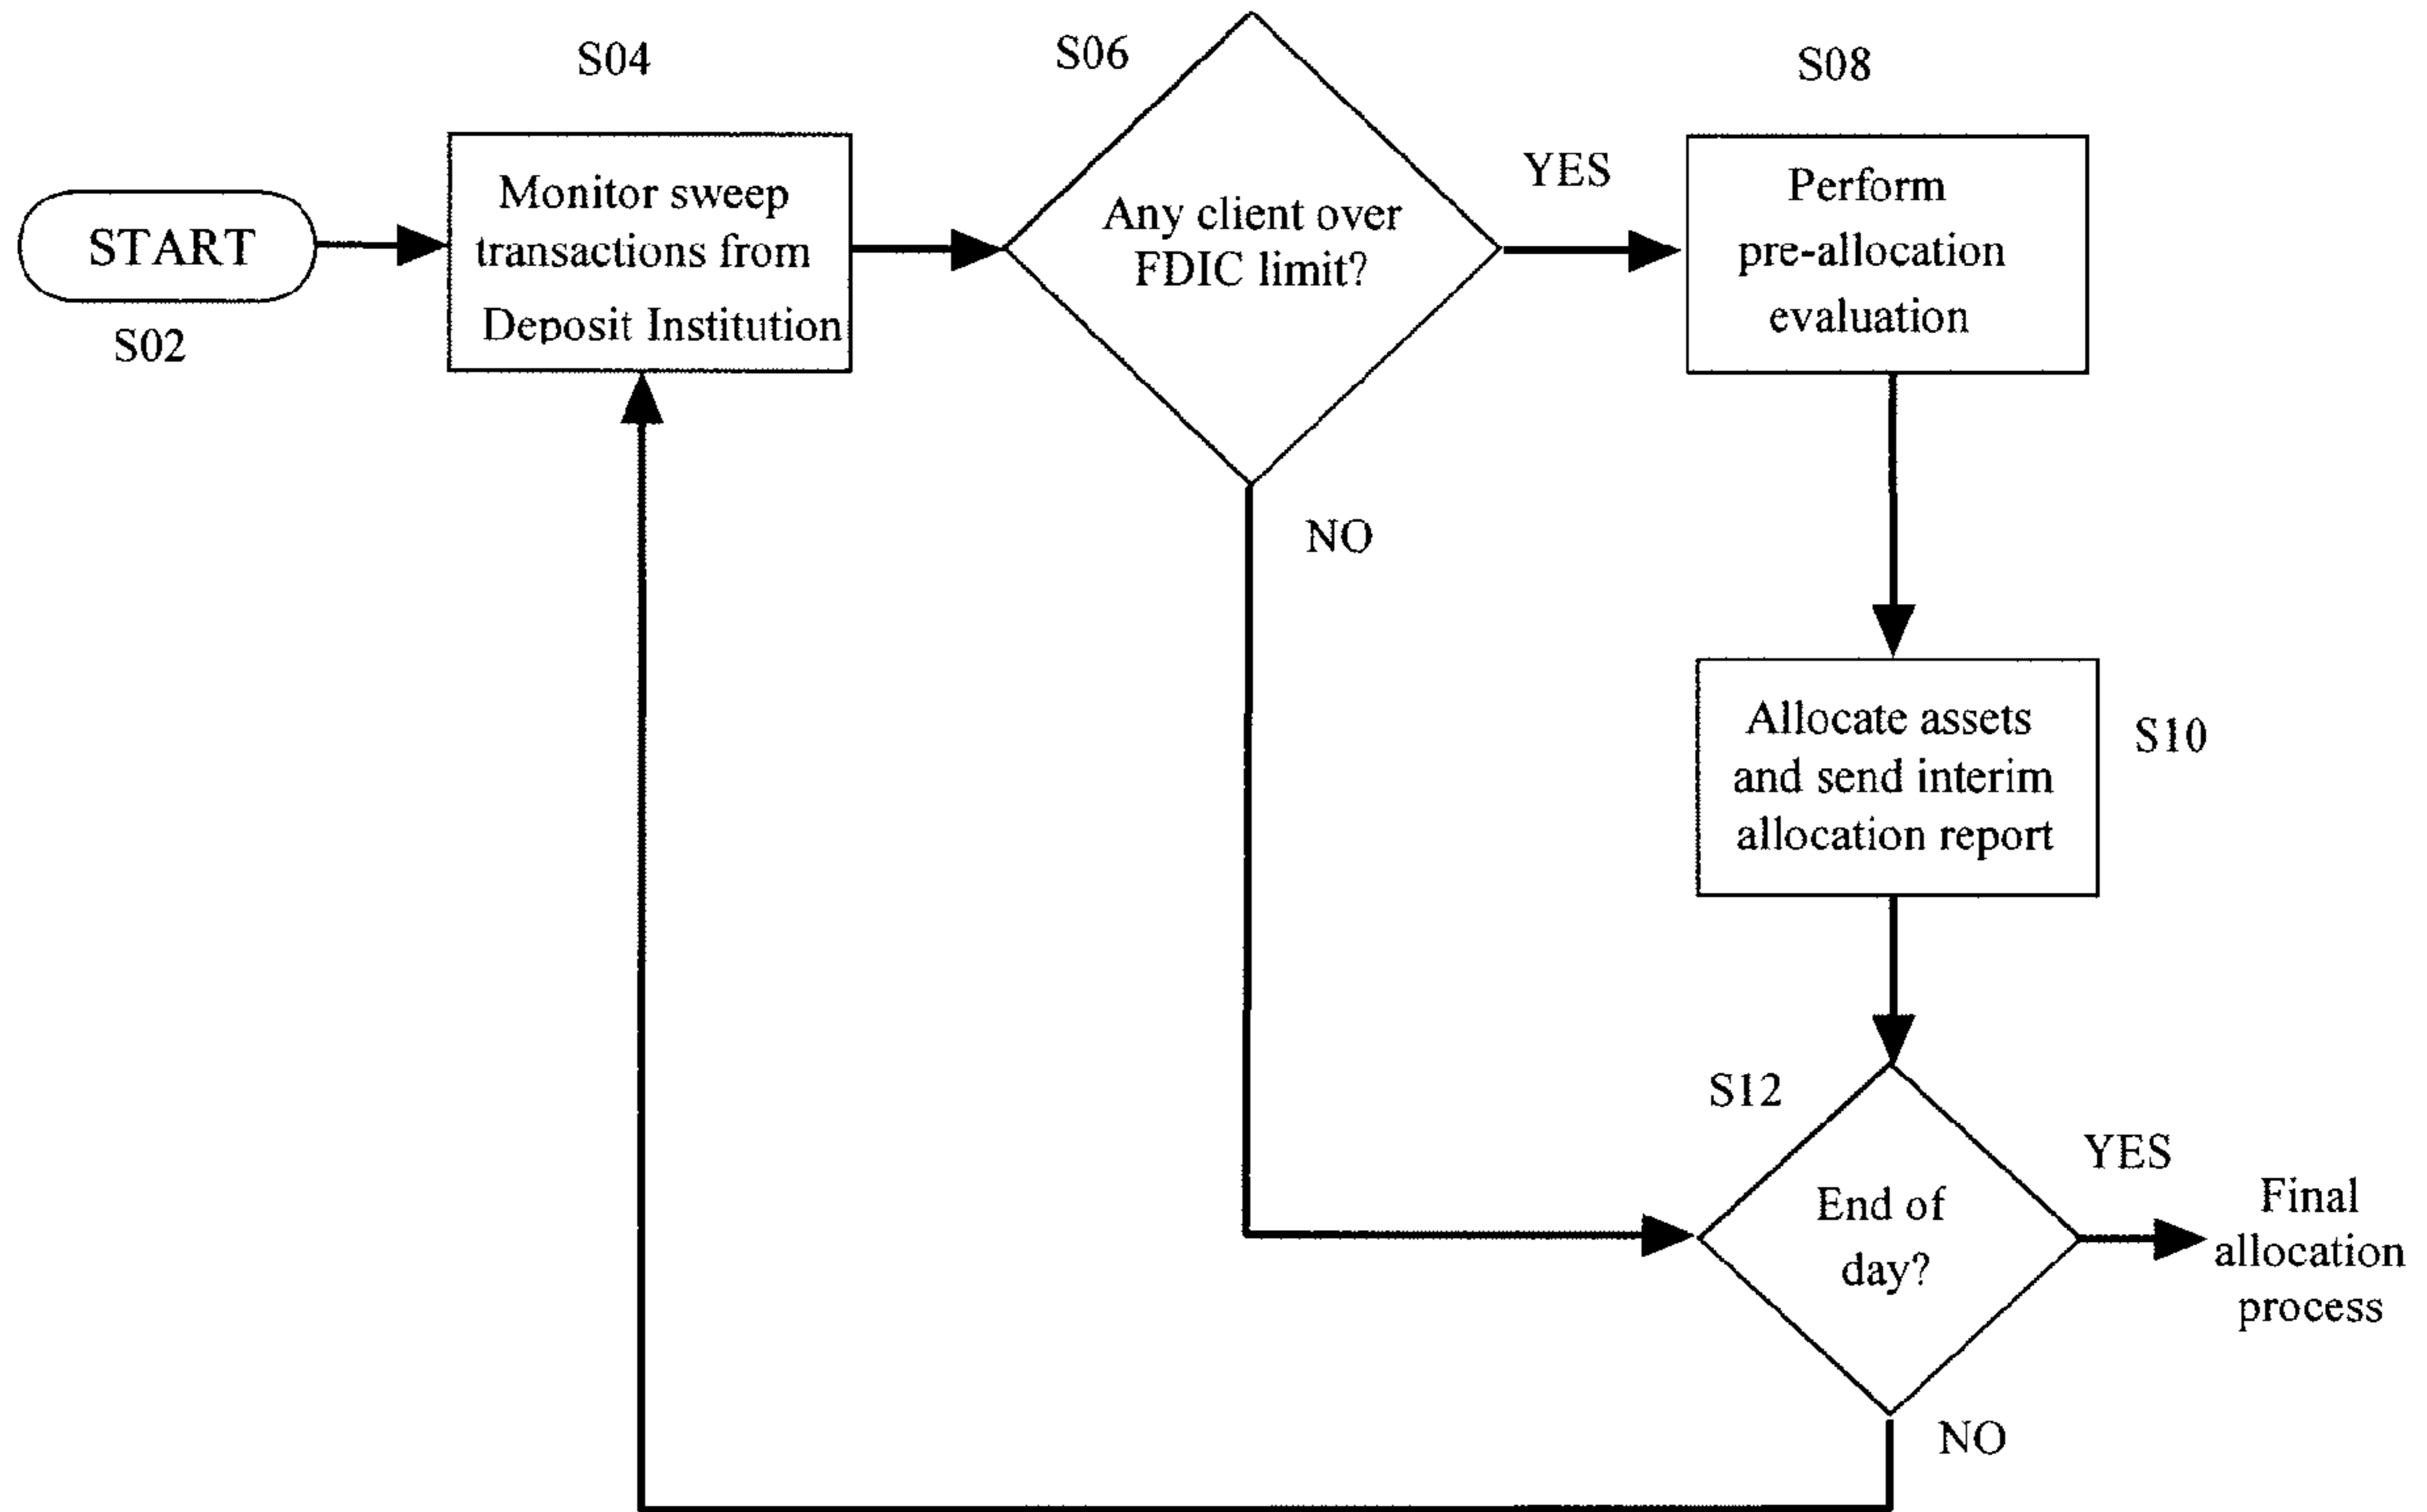 S04
S06
S08
START
S02
Monitor sweep
transactions from
Deposit Institution
Any client over
FDIC limit?
YES
NO
Perform
pre-allocation
evaluation
Allocate assets
and send interim
allocation report
S10
S12
End of
day?
YES
NO
Final
allocation
process